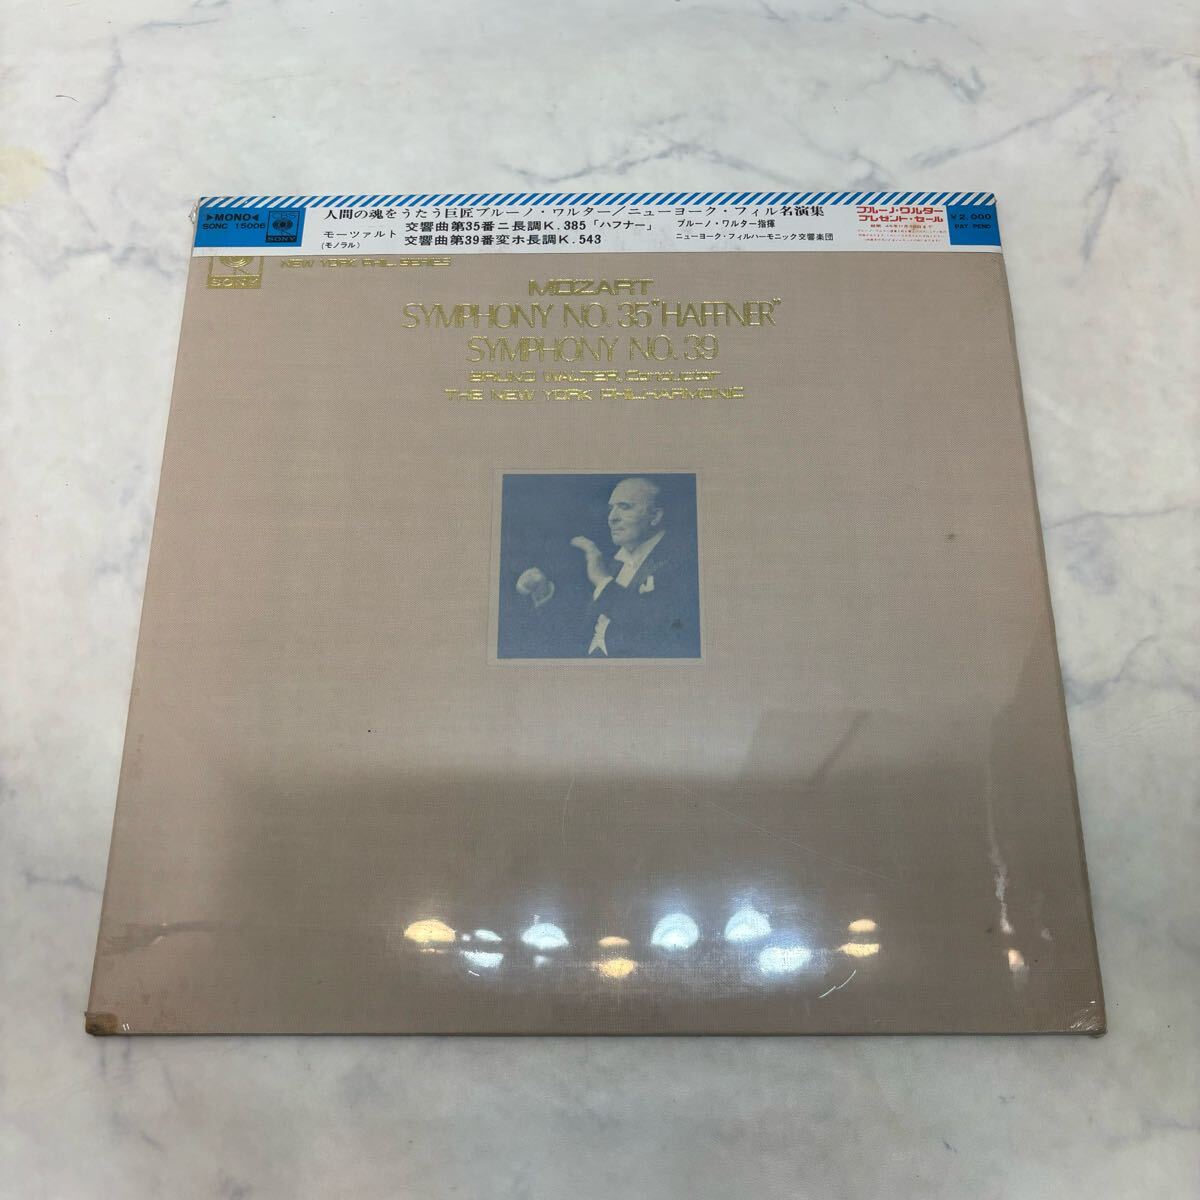 ▶MONO◀
SONC 15006
CBS
SONY
人間の魂をうたう巨匠ブルーノ・ワルター/ニューヨーク・フィル名演集
モーツァルト
(モノラル)
交響曲第35番ニ長調K.385「ハフナー」
交響曲第39番変ホ長調K.543
ブルーノ・ワルター指揮
ニューヨーク・フィルハーモニック交響楽団
ブルーノ・ワルター
プレゼント・セール
¥2,000
PAT. PEND
SONY
NEW YORK PHIL. SERIES
MOZART
SYMPHONY NO. 35 "HAFFNER"
SYMPHONY NO. 39
BRUNO WALTER, Conductor
THE NEW YORK PHILHARMONIC